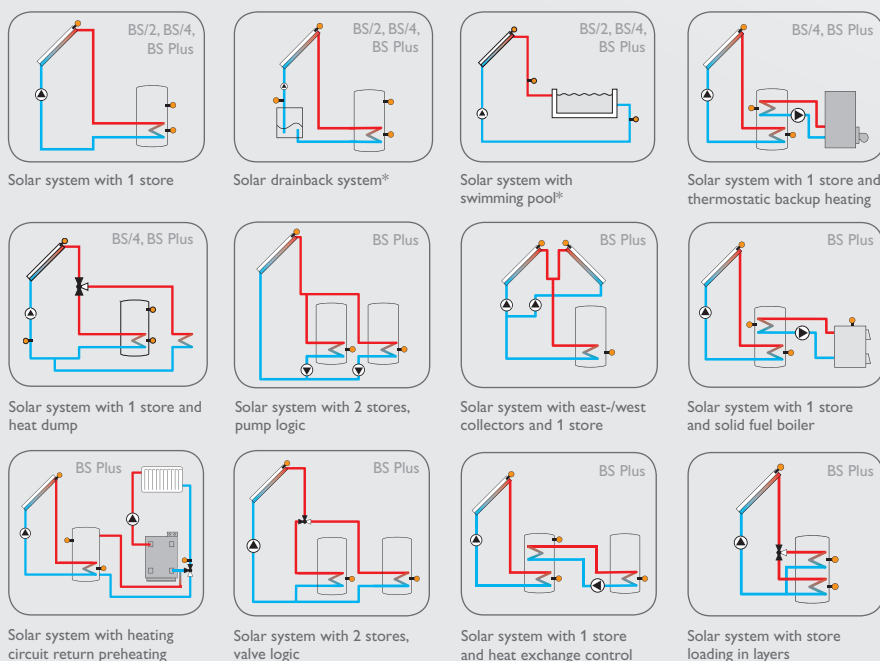 BS/2, BS/4,
BS Plus
Solar system with 1 store
BS/2, BS/4,
BS Plus
Solar drainback system*
BS/2, BS/4,
BS Plus
Solar system with
swimming pool*
BS/4, BS Plus
Solar system with 1 store and
thermostatic backup heating
BS/4, BS Plus
Solar system with 1 store and
heat dump
BS Plus
Solar system with 2 stores,
pump logic
BS Plus
Solar system with east-/west
collectors and 1 store
BS Plus
Solar system with 1 store
and solid fuel boiler
BS Plus
Solar system with heating
circuit return preheating
BS Plus
Solar system with 2 stores,
valve logic
BS Plus
Solar system with 1 store
and heat exchange control
BS Plus
Solar system with store
loading in layers